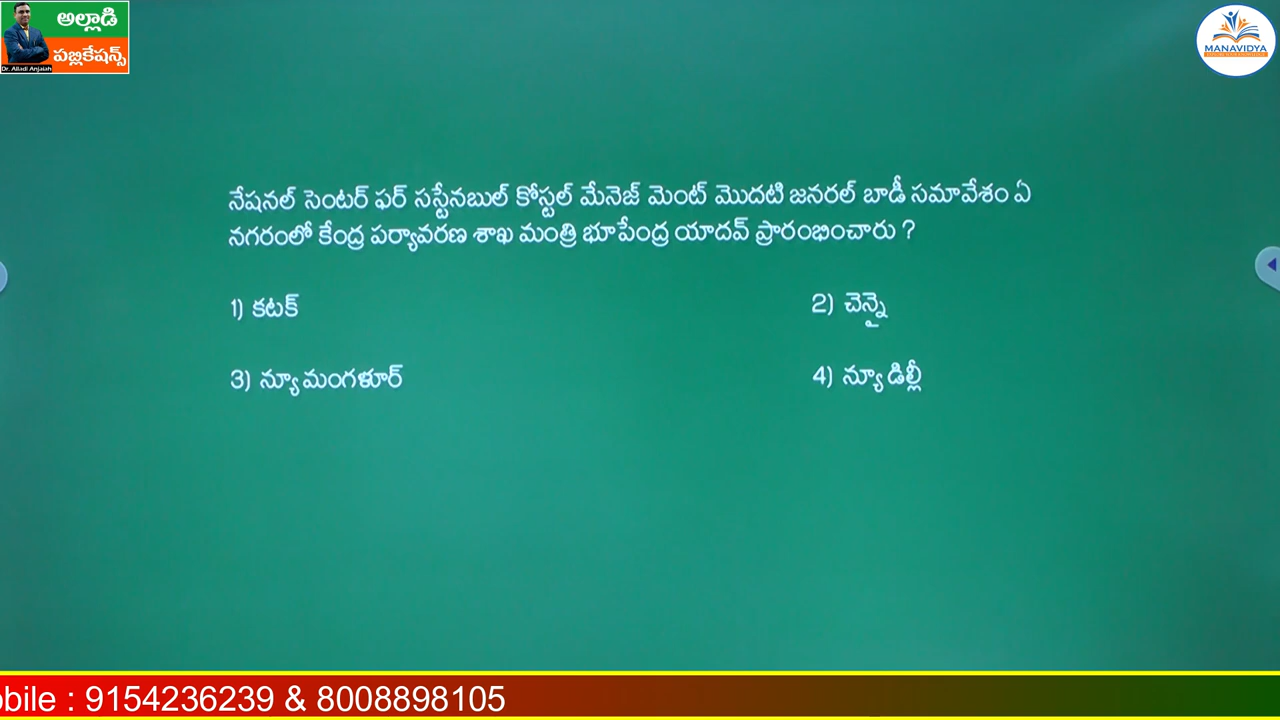 అల్లాడి
పబ్లికేషన్స్
Dr. Alladi Anjaiah
MANAVIDYA
నేషనల్ సెంటర్ ఫర్ సస్టేనబుల్ కోస్టల్ మేనెజ్ మెంట్ మొదటి జనరల్ బాడీ సమావేశం ఏ
నగరంలో కేంద్ర పర్యావరణ శాఖ మంత్రి భూపేంద్ర యాదవ్ ప్రారంభించారు ?
1) కటక్
2) చెన్నై
3) న్యూమంగళూర్
4) న్యూడిల్లీ
obile : 9154236239 & 8008898105